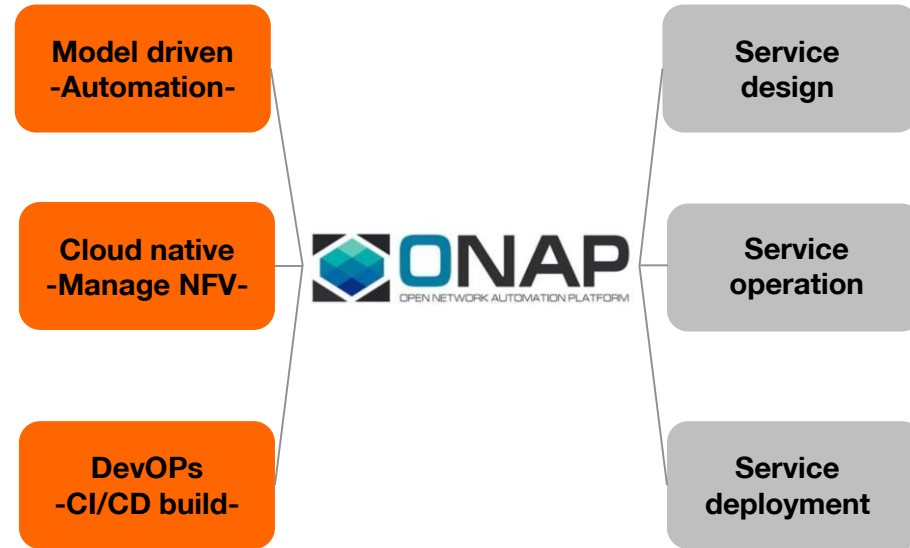 Model driven
-Automation-
Cloud native
-Manage NFV-
DevOPs
-CI/CD build-
ONAP
OPEN NETWORK AUTOMATION PLATFORM
Service
design
Service
operation
Service
deployment